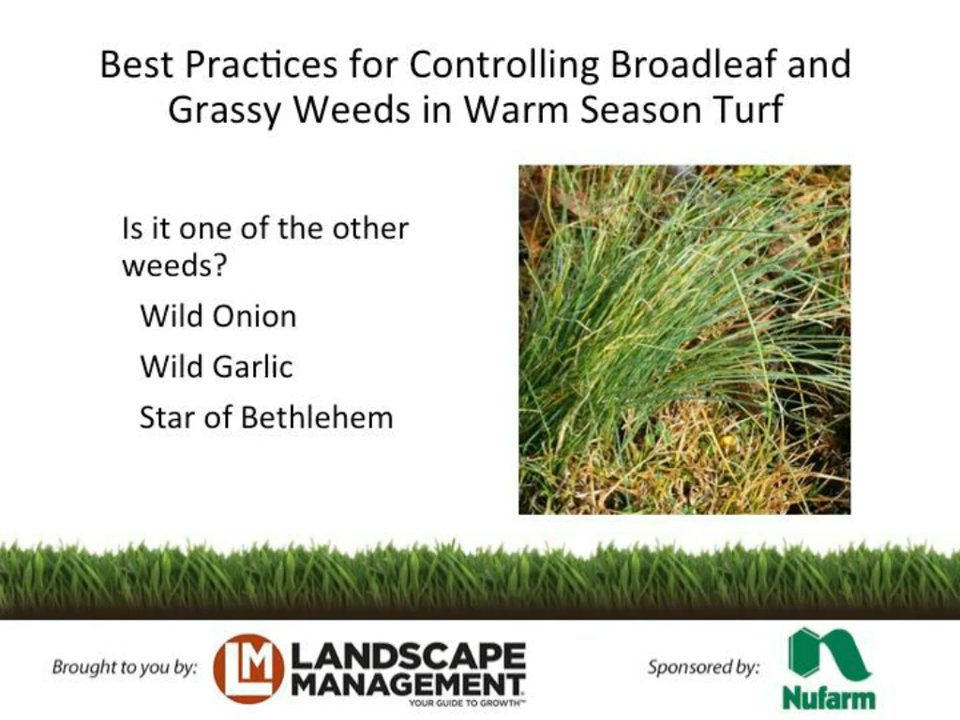 Best Practices for Controlling Broadleaf and
Grassy Weeds in Warm Season Turf
Is it one of the other
weeds?
Wild Onion
Wild Garlic
Star of Bethlehem
Brought to you by:
LM
LANDSCAPE
MANAGEMENT
YOUR GUIDE TO GROWTH™
Sponsored by:
Nufarm